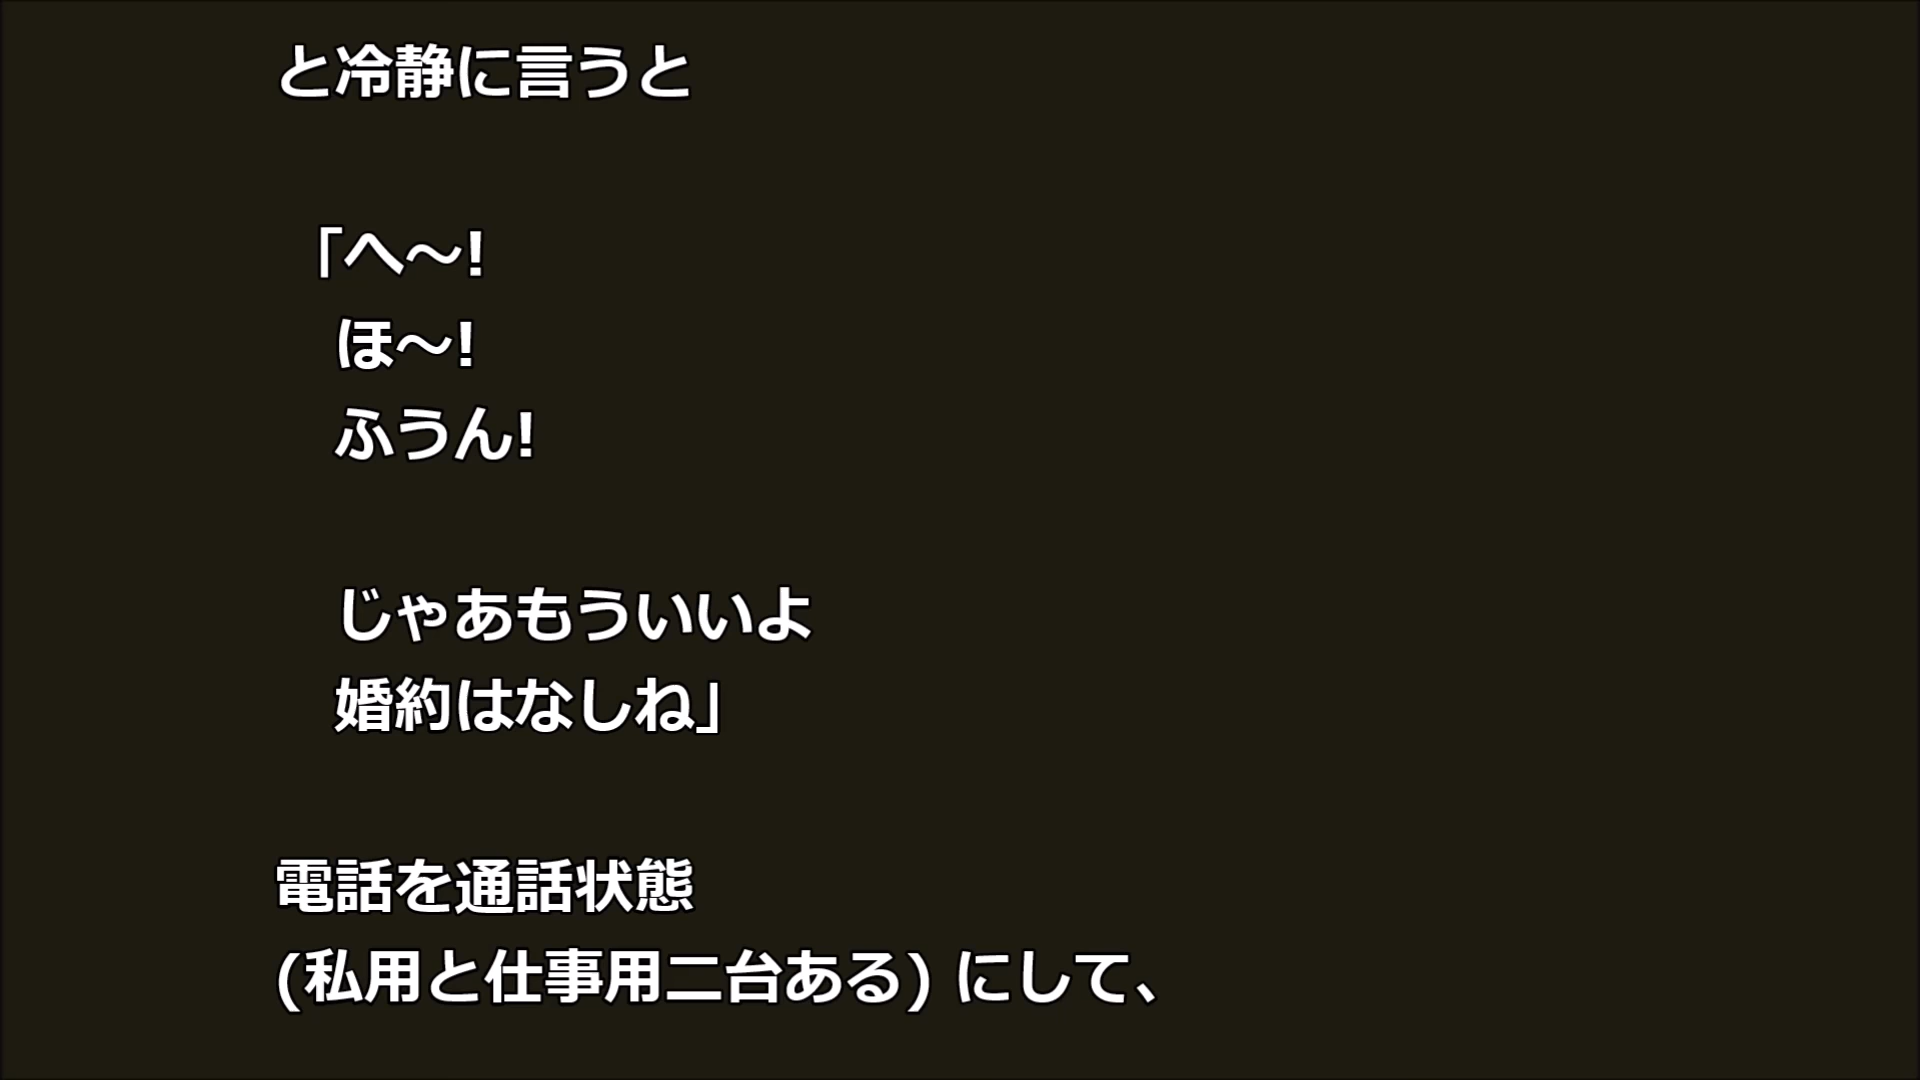 と冷静に言うと
「へ～!
ほ～!
ふうん!
じゃあもういいよ
婚約はなしね」
電話を通話状態
(私用と仕事用二台ある) にして、